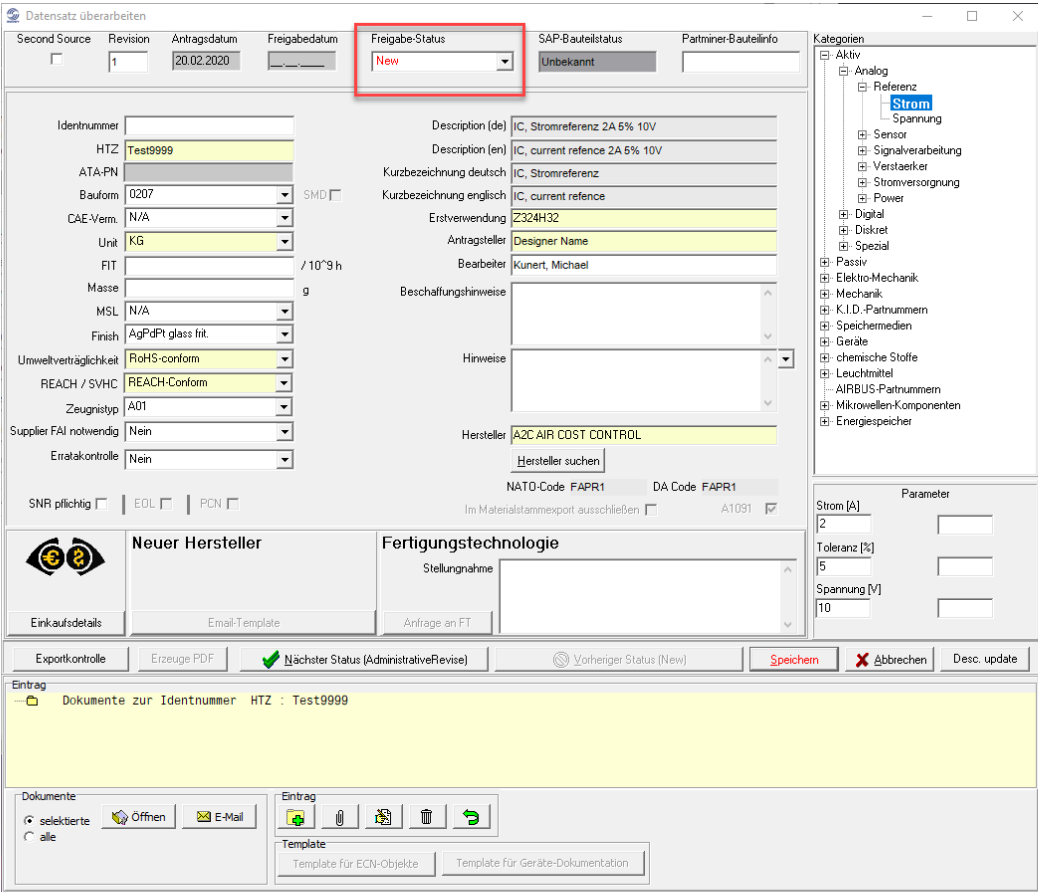 Datensatz überarbeiten
Second Source Revision Antragsdatum Freigabedatum Freigabe-Status SAP-Bauteilstatus Partminer-Bauteilinfo
1 20.02.2020 __.__.____ New Unbekannt
Kategorien
Aktiv
Analog
Referenz
Strom
Spannung
Sensor
Signalverarbeitung
Verstaerker
Stromversorgnung
Power
Digital
Diskret
Spezial
Passiv
Elektro-Mechanik
Mechanik
K.I.D.-Partnummern
Speichermedien
Geräte
chemische Stoffe
Leuchtmittel
AIRBUS-Partnummern
Mikrowellen-Komponenten
Energiespeicher
Identnummer
HTZ Test9999
ATA-PN
Bauform 0207 SMD
CAE-Verm. N/A
Unit KG
FIT / 10^9 h
Masse g
MSL N/A
Finish AgPdPt glass frit.
Umweltverträglichkeit RoHS-conform
REACH / SVHC REACH-Conform
Zeugnistyp A01
Supplier FAI notwendig Nein
Erratakontrolle Nein
SNR pflichtig EOL PCN
Description (de) IC, Stromreferenz 2A 5% 10V
Description (en) IC, current refence 2A 5% 10V
Kurzbezeichnung deutsch IC, Stromreferenz
Kurzbezeichnung englisch IC, current refence
Erstverwendung Z324H32
Antragsteller Designer Name
Bearbeiter Kunert, Michael
Beschaffungshinweise
Hinweise
Hersteller A2C AIR COST CONTROL
Hersteller suchen
NATO-Code FAPR1 DA Code FAPR1
Im Materialstammexport ausschließen A1091
Parameter
Strom [A]
2
Toleranz [%]
5
Spannung [V]
10
Neuer Hersteller
Fertigungstechnologie
Stellungnahme
Einkaufsdetails Email-Template Anfrage an FT
Exportkontrolle Erzeuge PDF Nächster Status (AdministrativeRevise) Vorheriger Status (New) Speichern Abbrechen Desc. update
Eintrag
Dokumente zur Identnummer HTZ : Test9999
Dokumente
selektierte
alle
Öffnen E-Mail
Eintrag
Template
Template für ECN-Objekte Template für Geräte-Dokumentation